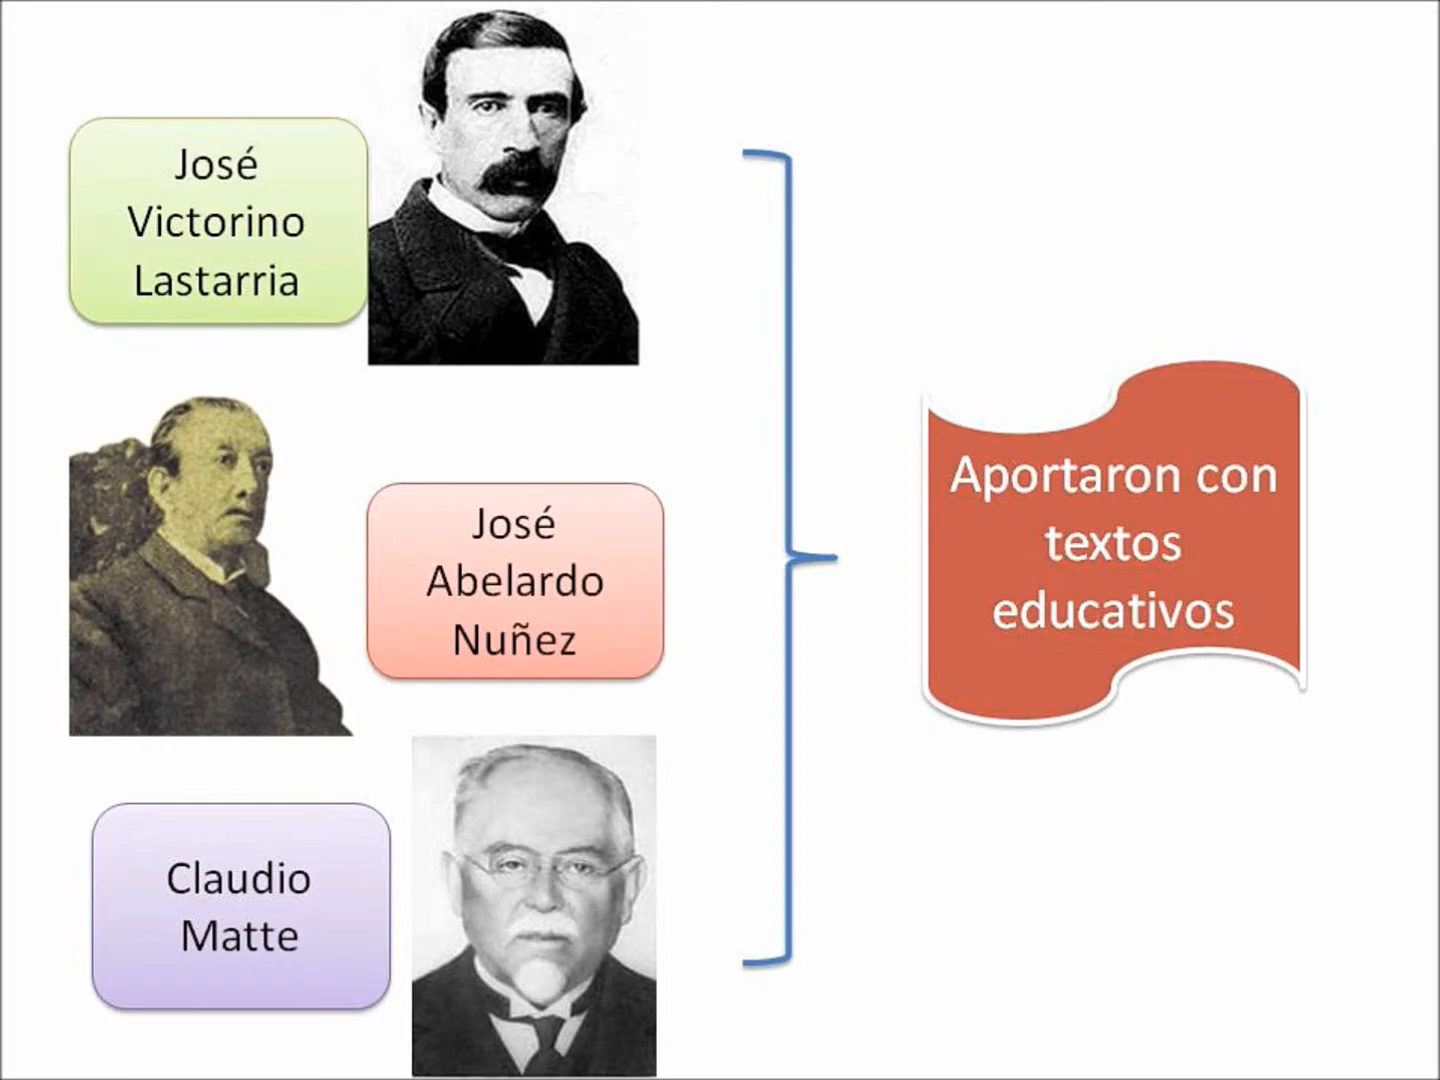 José
Victorino
Lastarria
José
Abelardo
Nuñez
Claudio
Matte
Aportaron con
textos
educativos